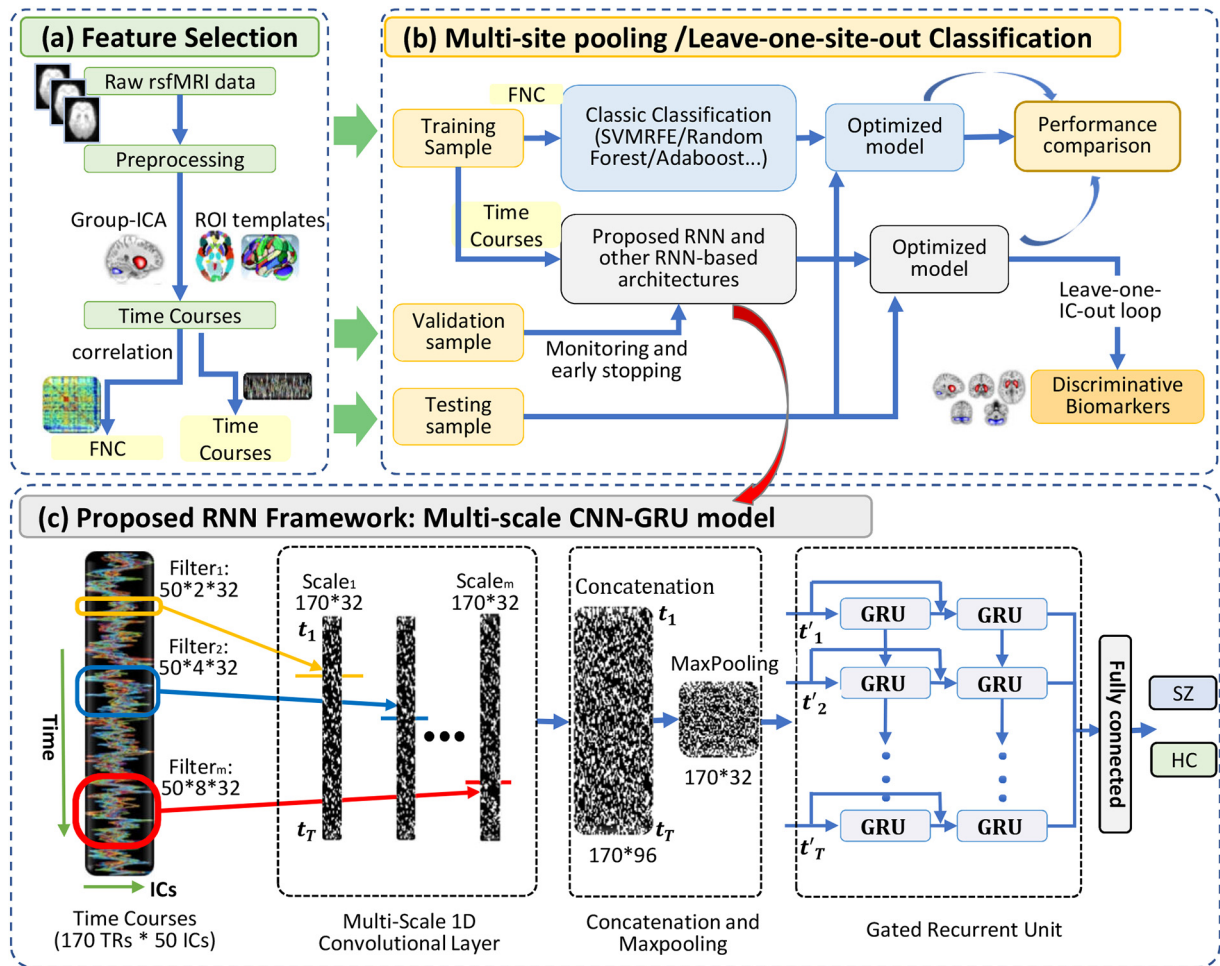 (a) Feature Selection
Raw rsfMRI data
Preprocessing
Group-ICA
ROI templates
Time Courses
correlation
FNC
Time
Courses
(b) Multi-site pooling /Leave-one-site-out Classification
Training
Sample
FNC
Classic Classification
(SVMRFE/Random
Forest/Adaboost...)
Optimized
model
Performance
comparison
Time
Courses
Proposed RNN and
other RNN-based
architectures
Optimized
model
Leave-one-
IC-out loop
Validation
sample
Monitoring and
early stopping
Testing
sample
Discriminative
Biomarkers
(c) Proposed RNN Framework: Multi-scale CNN-GRU model
Time
Filter1:
50*2*32
Filter2:
50*4*32
Filterm:
50*8*32
ICs
Time Courses
(170 TRs * 50 ICs)
Scale1
170*32
Scalem
170*32
t1
tT
Multi-Scale 1D
Convolutional Layer
Concatenation
t1
tT
170*96
MaxPooling
170*32
Concatenation and
Maxpooling
t'1
GRU
GRU
t'2
GRU
GRU
t'T
GRU
GRU
Gated Recurrent Unit
Fully connected
SZ
HC